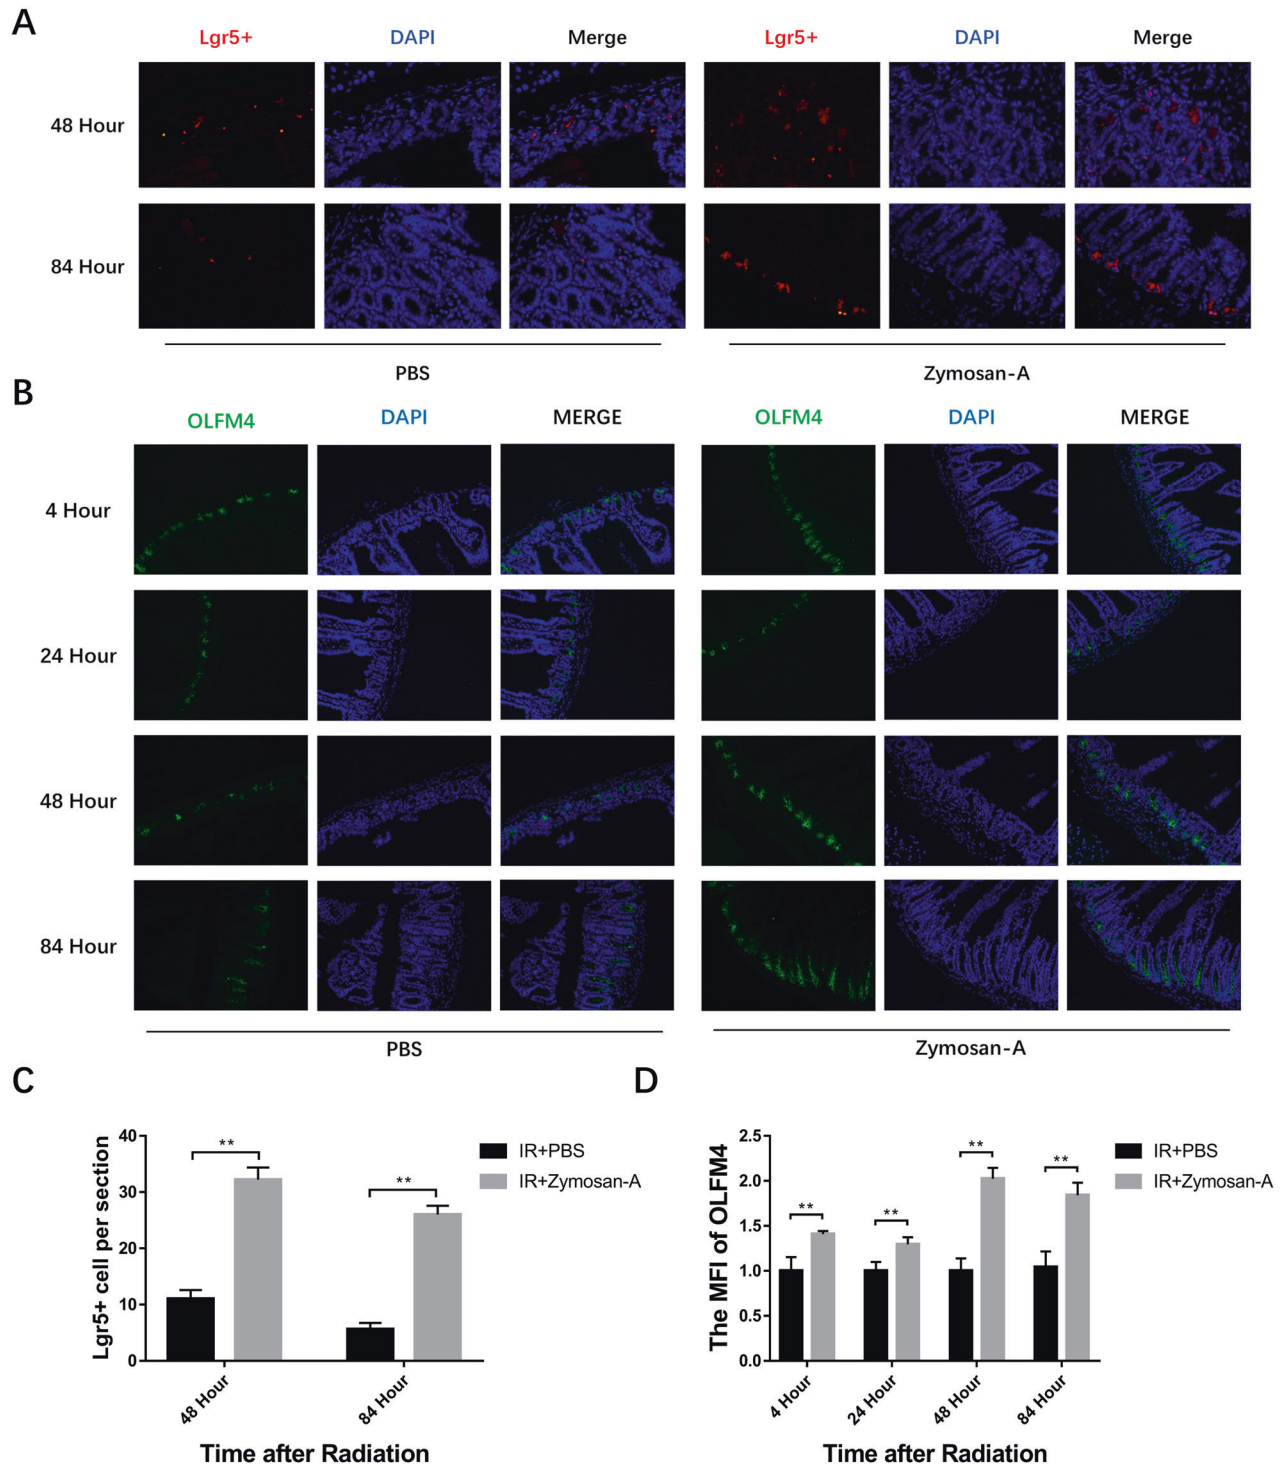 A
Lgr5+ DAPI Merge Lgr5+ DAPI Merge
48 Hour
84 Hour
PBS Zymosan-A
B
OLFM4 DAPI MERGE OLFM4 DAPI MERGE
4 Hour
24 Hour
48 Hour
84 Hour
PBS Zymosan-A
C
Lgr5+ cell per section
40
30
20
10
0
**
**
IR+PBS
IR+Zymosan-A
48 Hour
84 Hour
Time after Radiation
D
The MFI of OLFM4
2.5
2.0
1.5
1.0
0.5
0.0
**
**
**
**
IR+PBS
IR+Zymosan-A
4 Hour
24 Hour
48 Hour
84 Hour
Time after Radiation